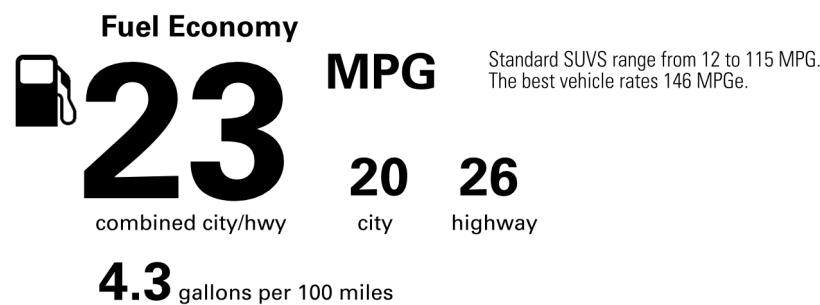 Fuel Economy
23
MPG
Standard SUVS range from 12 to 115 MPG.
The best vehicle rates 146 MPGe.
20 26
combined city/hwy city highway
4.3 gallons per 100 miles